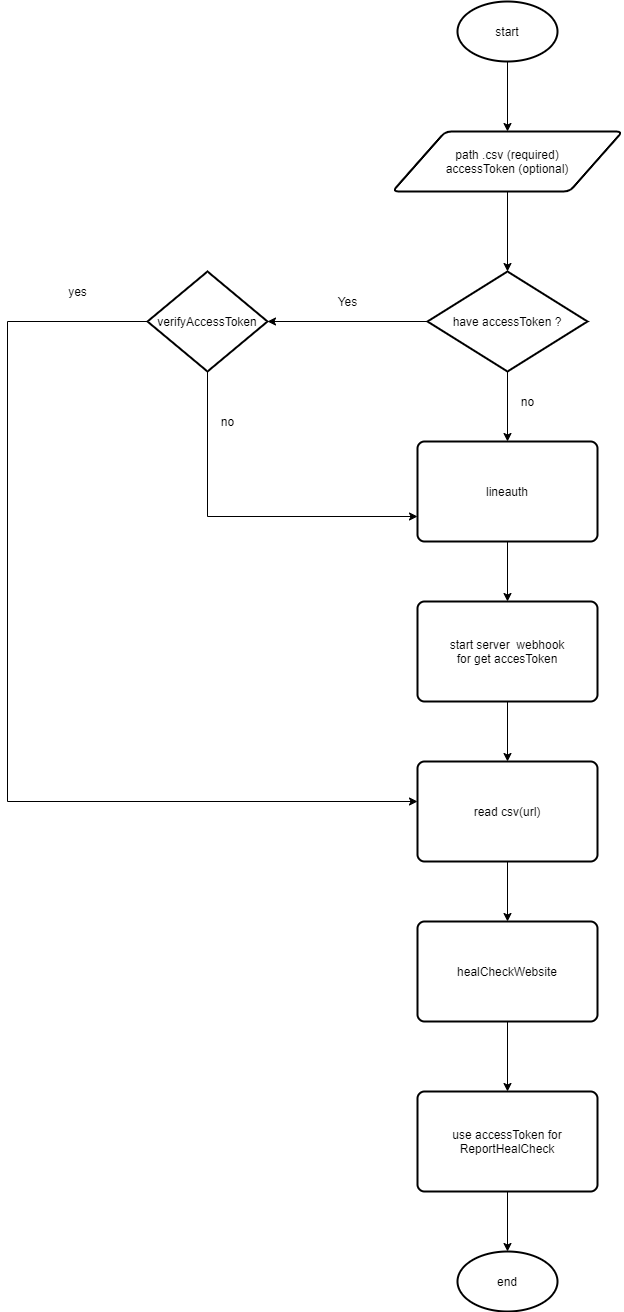 start
path .csv (required)
accessToken (optional)
yes
Yes
verifyAccessToken
have accessToken ?
no
no
lineauth
start server  webhook
for get accesToken
read csv(url)
healCheckWebsite
use accessToken for
ReportHealCheck
end